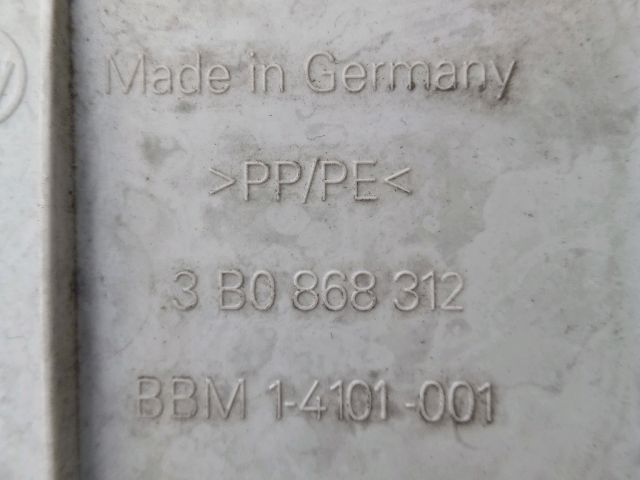 Made in Germany
>PP/PE<
3 B0 868 312
BBM 1-4101-001